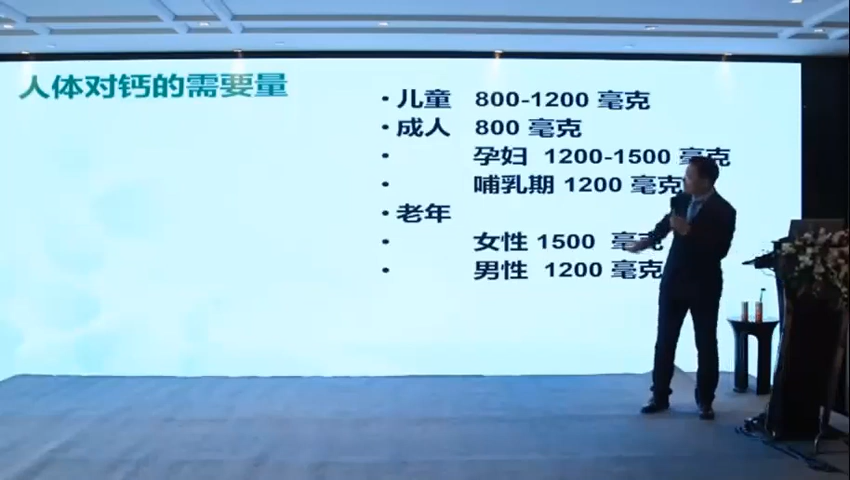 人体对钙的需要量
• 儿童 800-1200 毫克
• 成人 800 毫克
• 孕妇 1200-1500 毫克
• 哺乳期 1200 毫克
• 老年
• 女性 1500 毫克
• 男性 1200 毫克